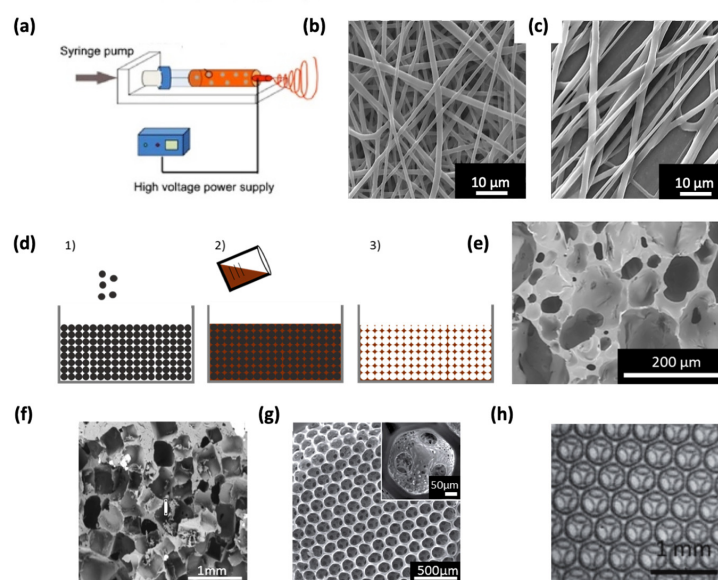 (a)
Syringe pump
High voltage power supply
(b)
10 µm
(c)
10 µm
(d)
1)
2)
3)
(e)
200 µm
(f)
1mm
(g)
50µm
500µm
(h)
1 mm